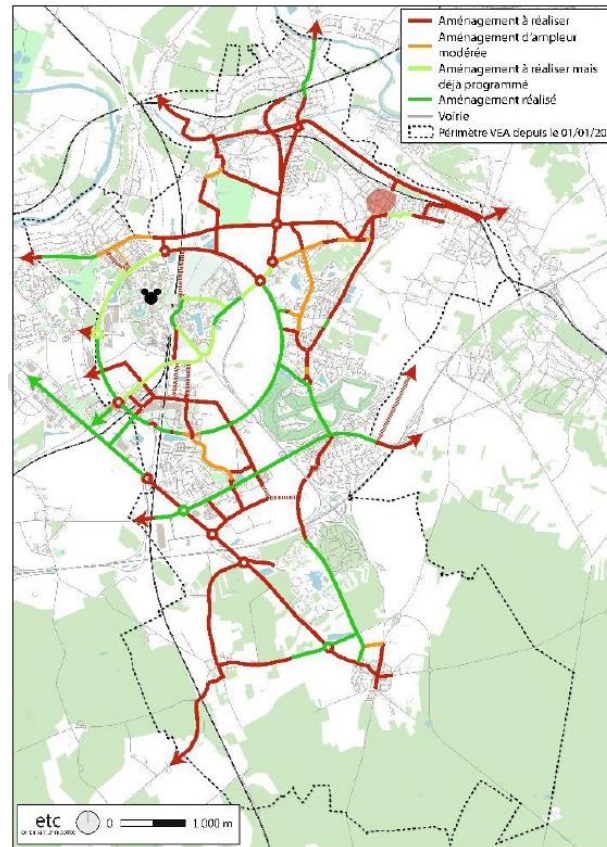 Aménagement à réaliser
Aménagement d'ampleur
modérée
Aménagement à réaliser mais
déjà programmé
Aménagement réalisé
Voirie
Périmètre VEA depuis le 01/01/20
etc
0 1 000 m